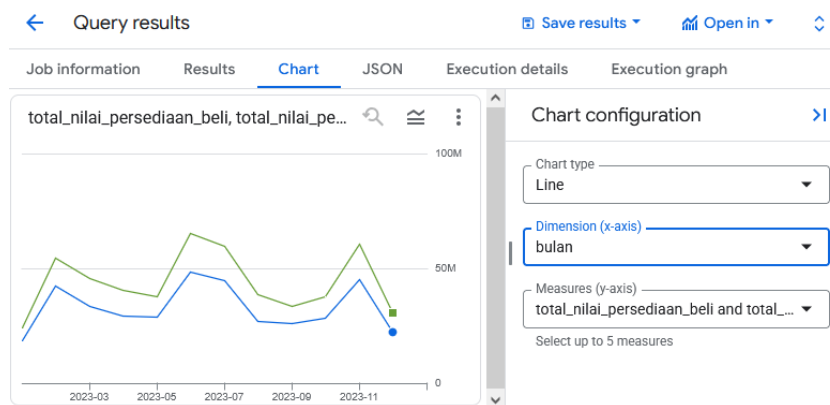 Query results
Save results
Open in
Job information
Results
Chart
JSON
Execution details
Execution graph
total_nilai_persediaan_beli, total_nilai_pe...
100M
50M
0
2023-03
2023-05
2023-07
2023-09
2023-11
Chart configuration
Chart type
Line
Dimension (x-axis)
bulan
Measures (y-axis)
total_nilai_persediaan_beli and total_...
Select up to 5 measures